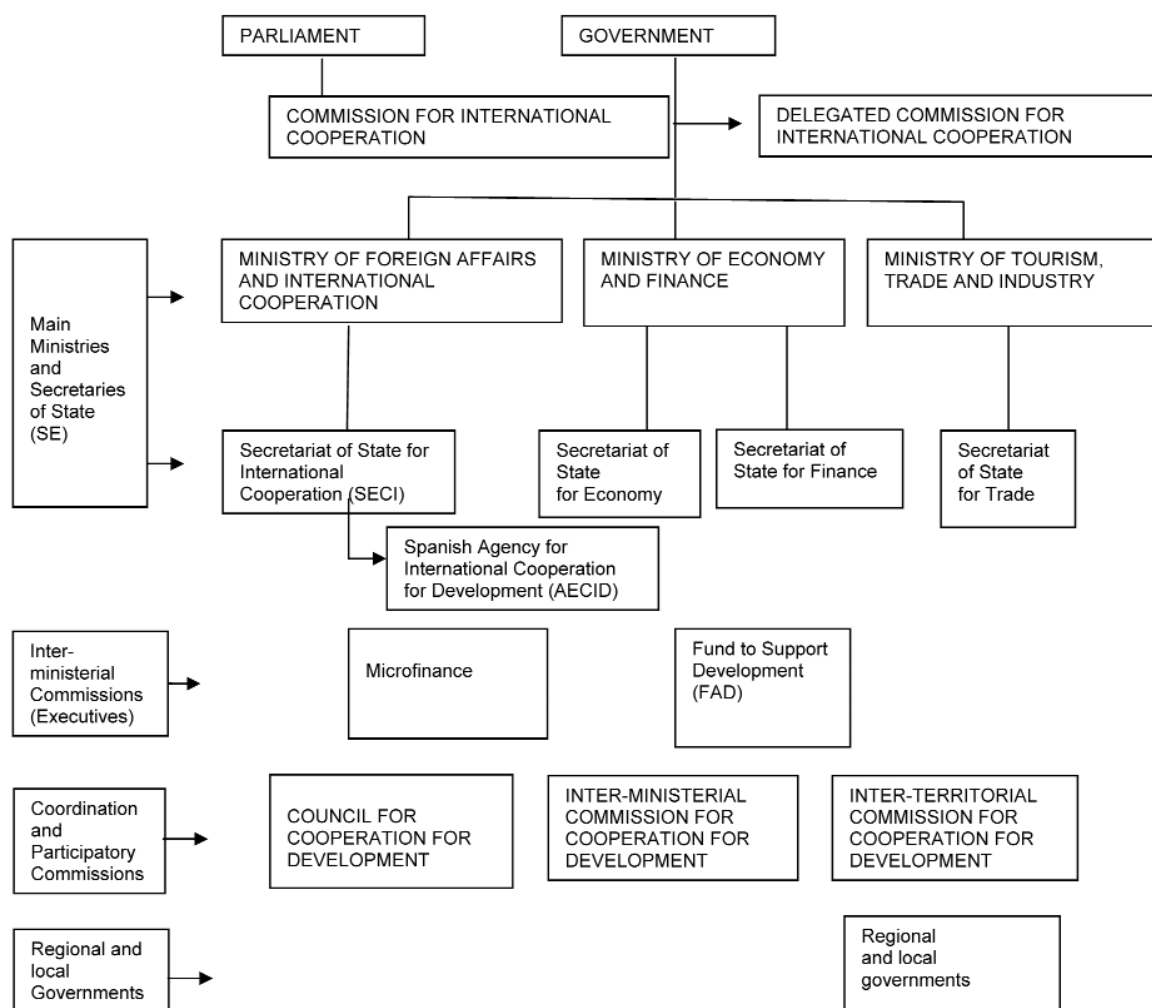 PARLIAMENT
GOVERNMENT
COMMISSION FOR INTERNATIONAL
COOPERATION
DELEGATED COMMISSION FOR
INTERNATIONAL COOPERATION
Main
Ministries
and
Secretaries
of State
(SE)
MINISTRY OF FOREIGN AFFAIRS
AND INTERNATIONAL
COOPERATION
MINISTRY OF ECONOMY
AND FINANCE
MINISTRY OF TOURISM,
TRADE AND INDUSTRY
Secretariat of State for
International
Cooperation (SECI)
Secretariat of
State
for Economy
Secretariat of
State for Finance
Secretariat
of State
for Trade
Spanish Agency for
International Cooperation
for Development (AECID)
Inter-
ministerial
Commissions
(Executives)
Microfinance
Fund to Support
Development
(FAD)
Coordination
and
Participatory
Commissions
COUNCIL FOR
COOPERATION FOR
DEVELOPMENT
INTER-MINISTERIAL
COMMISSION FOR
COOPERATION FOR
DEVELOPMENT
INTER-TERRITORIAL
COMMISSION FOR
COOPERATION FOR
DEVELOPMENT
Regional and
local
Governments
Regional
and local
governments